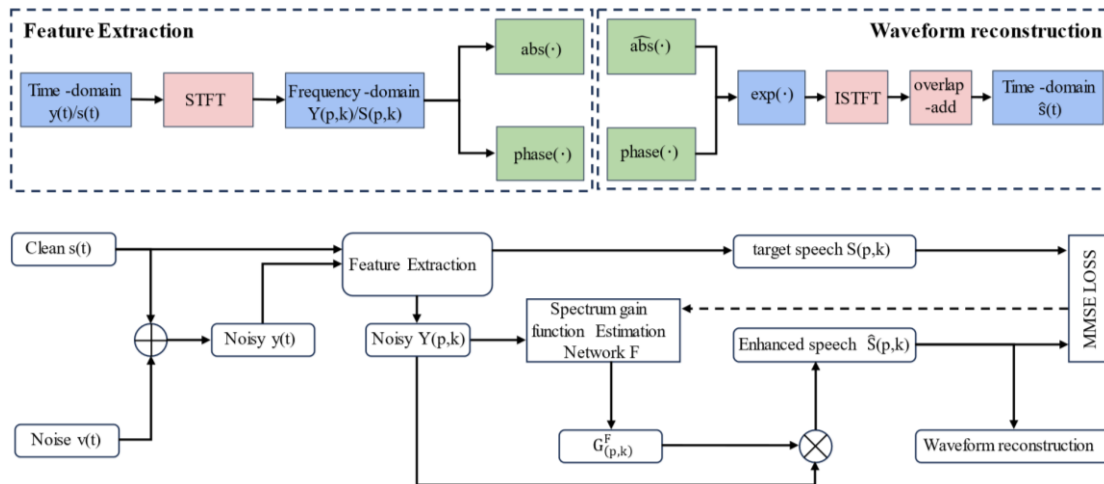 Feature Extraction
Waveform reconstruction
abs(·)
a͡bs(·)
Time -domain
y(t)/s(t)
STFT
Frequency -domain
Y(p,k)/S(p,k)
exp(·)
ISTFT
overlap
-add
Time -domain
ŝ(t)
phase(·)
phase(·)
Clean s(t)
Feature Extraction
target speech S(p,k)
MMSE LOSS
Spectrum gain
function Estimation
Network F
Noisy y(t)
Noisy Y(p,k)
Enhanced speech Ŝ(p,k)
Noise v(t)
G^F_(p,k)
Waveform reconstruction